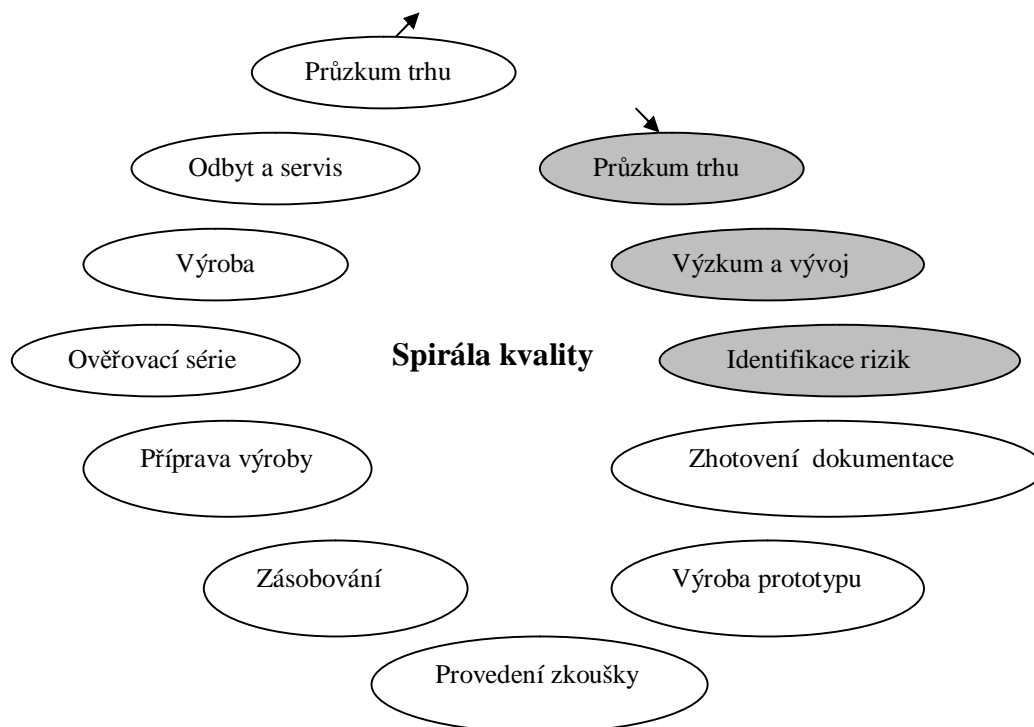 Průzkum trhu
Odbyt a servis
Průzkum trhu
Výroba
Výzkum a vývoj
Ověřovací série
Spirála kvality
Identifikace rizik
Příprava výroby
Zhotovení dokumentace
Zásobování
Výroba prototypu
Provedení zkoušky